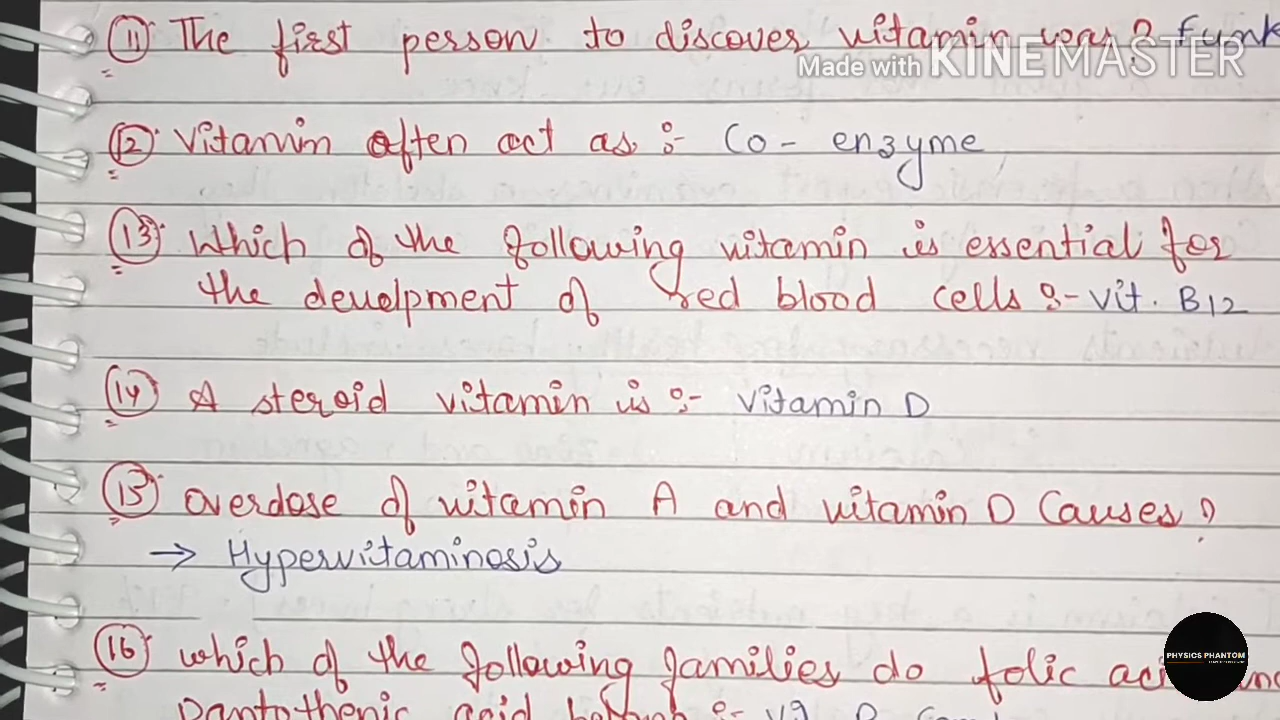 (11) The first person to discover vitamin was? Funk
Made with KINEMASTER
(12) Vitamin often act as :- Co-enzyme
(13) Which of the following vitamin is essential for
the develpment of red blood cells :- Vit. B12
(14) A steroid vitamin is :- Vitamin D
(15) Overdose of vitamin A and vitamin D Causes?
→ Hypervitaminosis
(16) which of the following families do folic
PHYSICS PHANTOM
Pantothenic acid